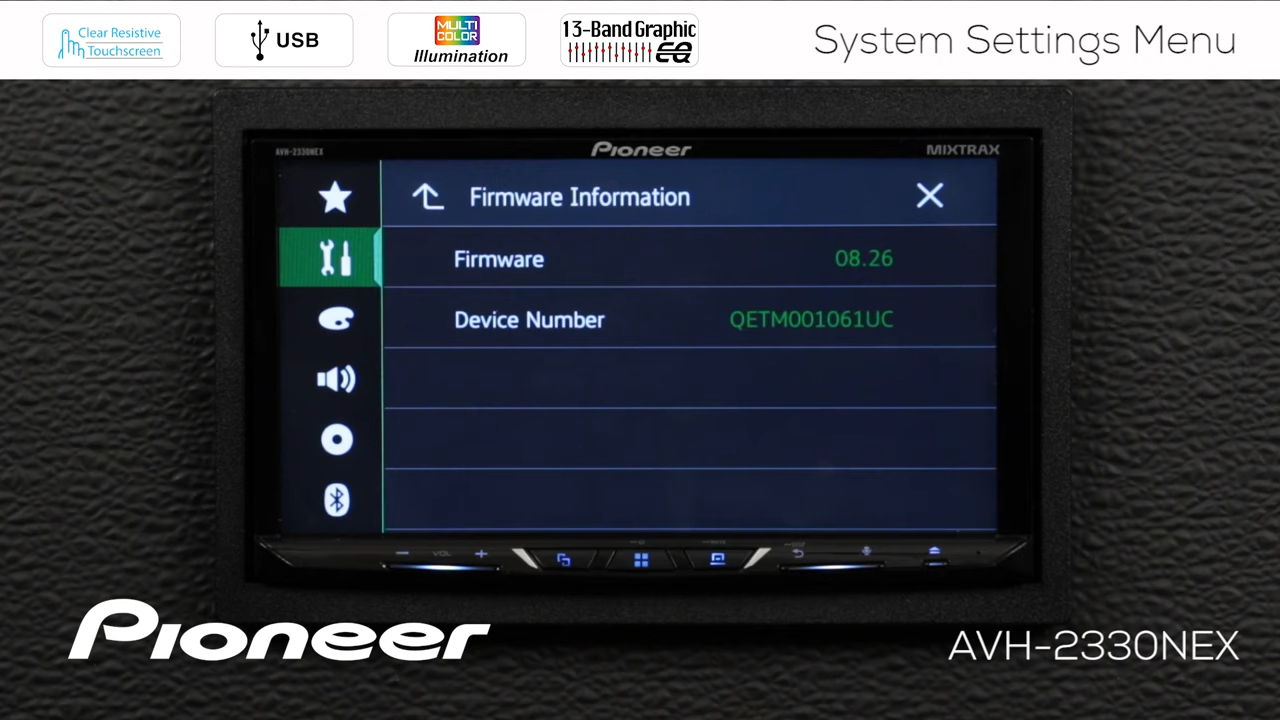 Clear Resistive
Touchscreen
USB
MULTI
COLOR
Illumination
13-Band Graphic
EQ
System Settings Menu
AVH-2330NEX
Pioneer
MIXTRAX
Firmware Information
Firmware 08.26
Device Number QETM001061UC
VOL
Pioneer
AVH-2330NEX